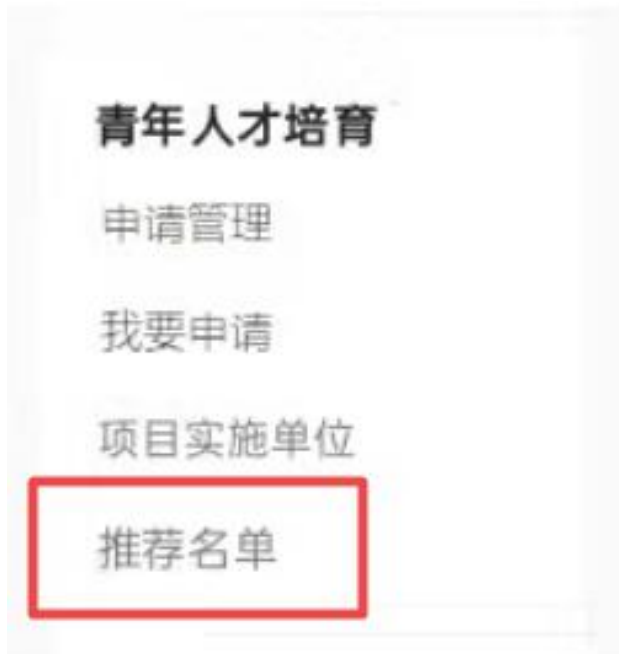 青年人才培育
申请管理
我要申请
项目实施单位
推荐名单